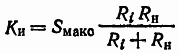 Kи = Sмакс RᵢRн / Rᵢ + Rн